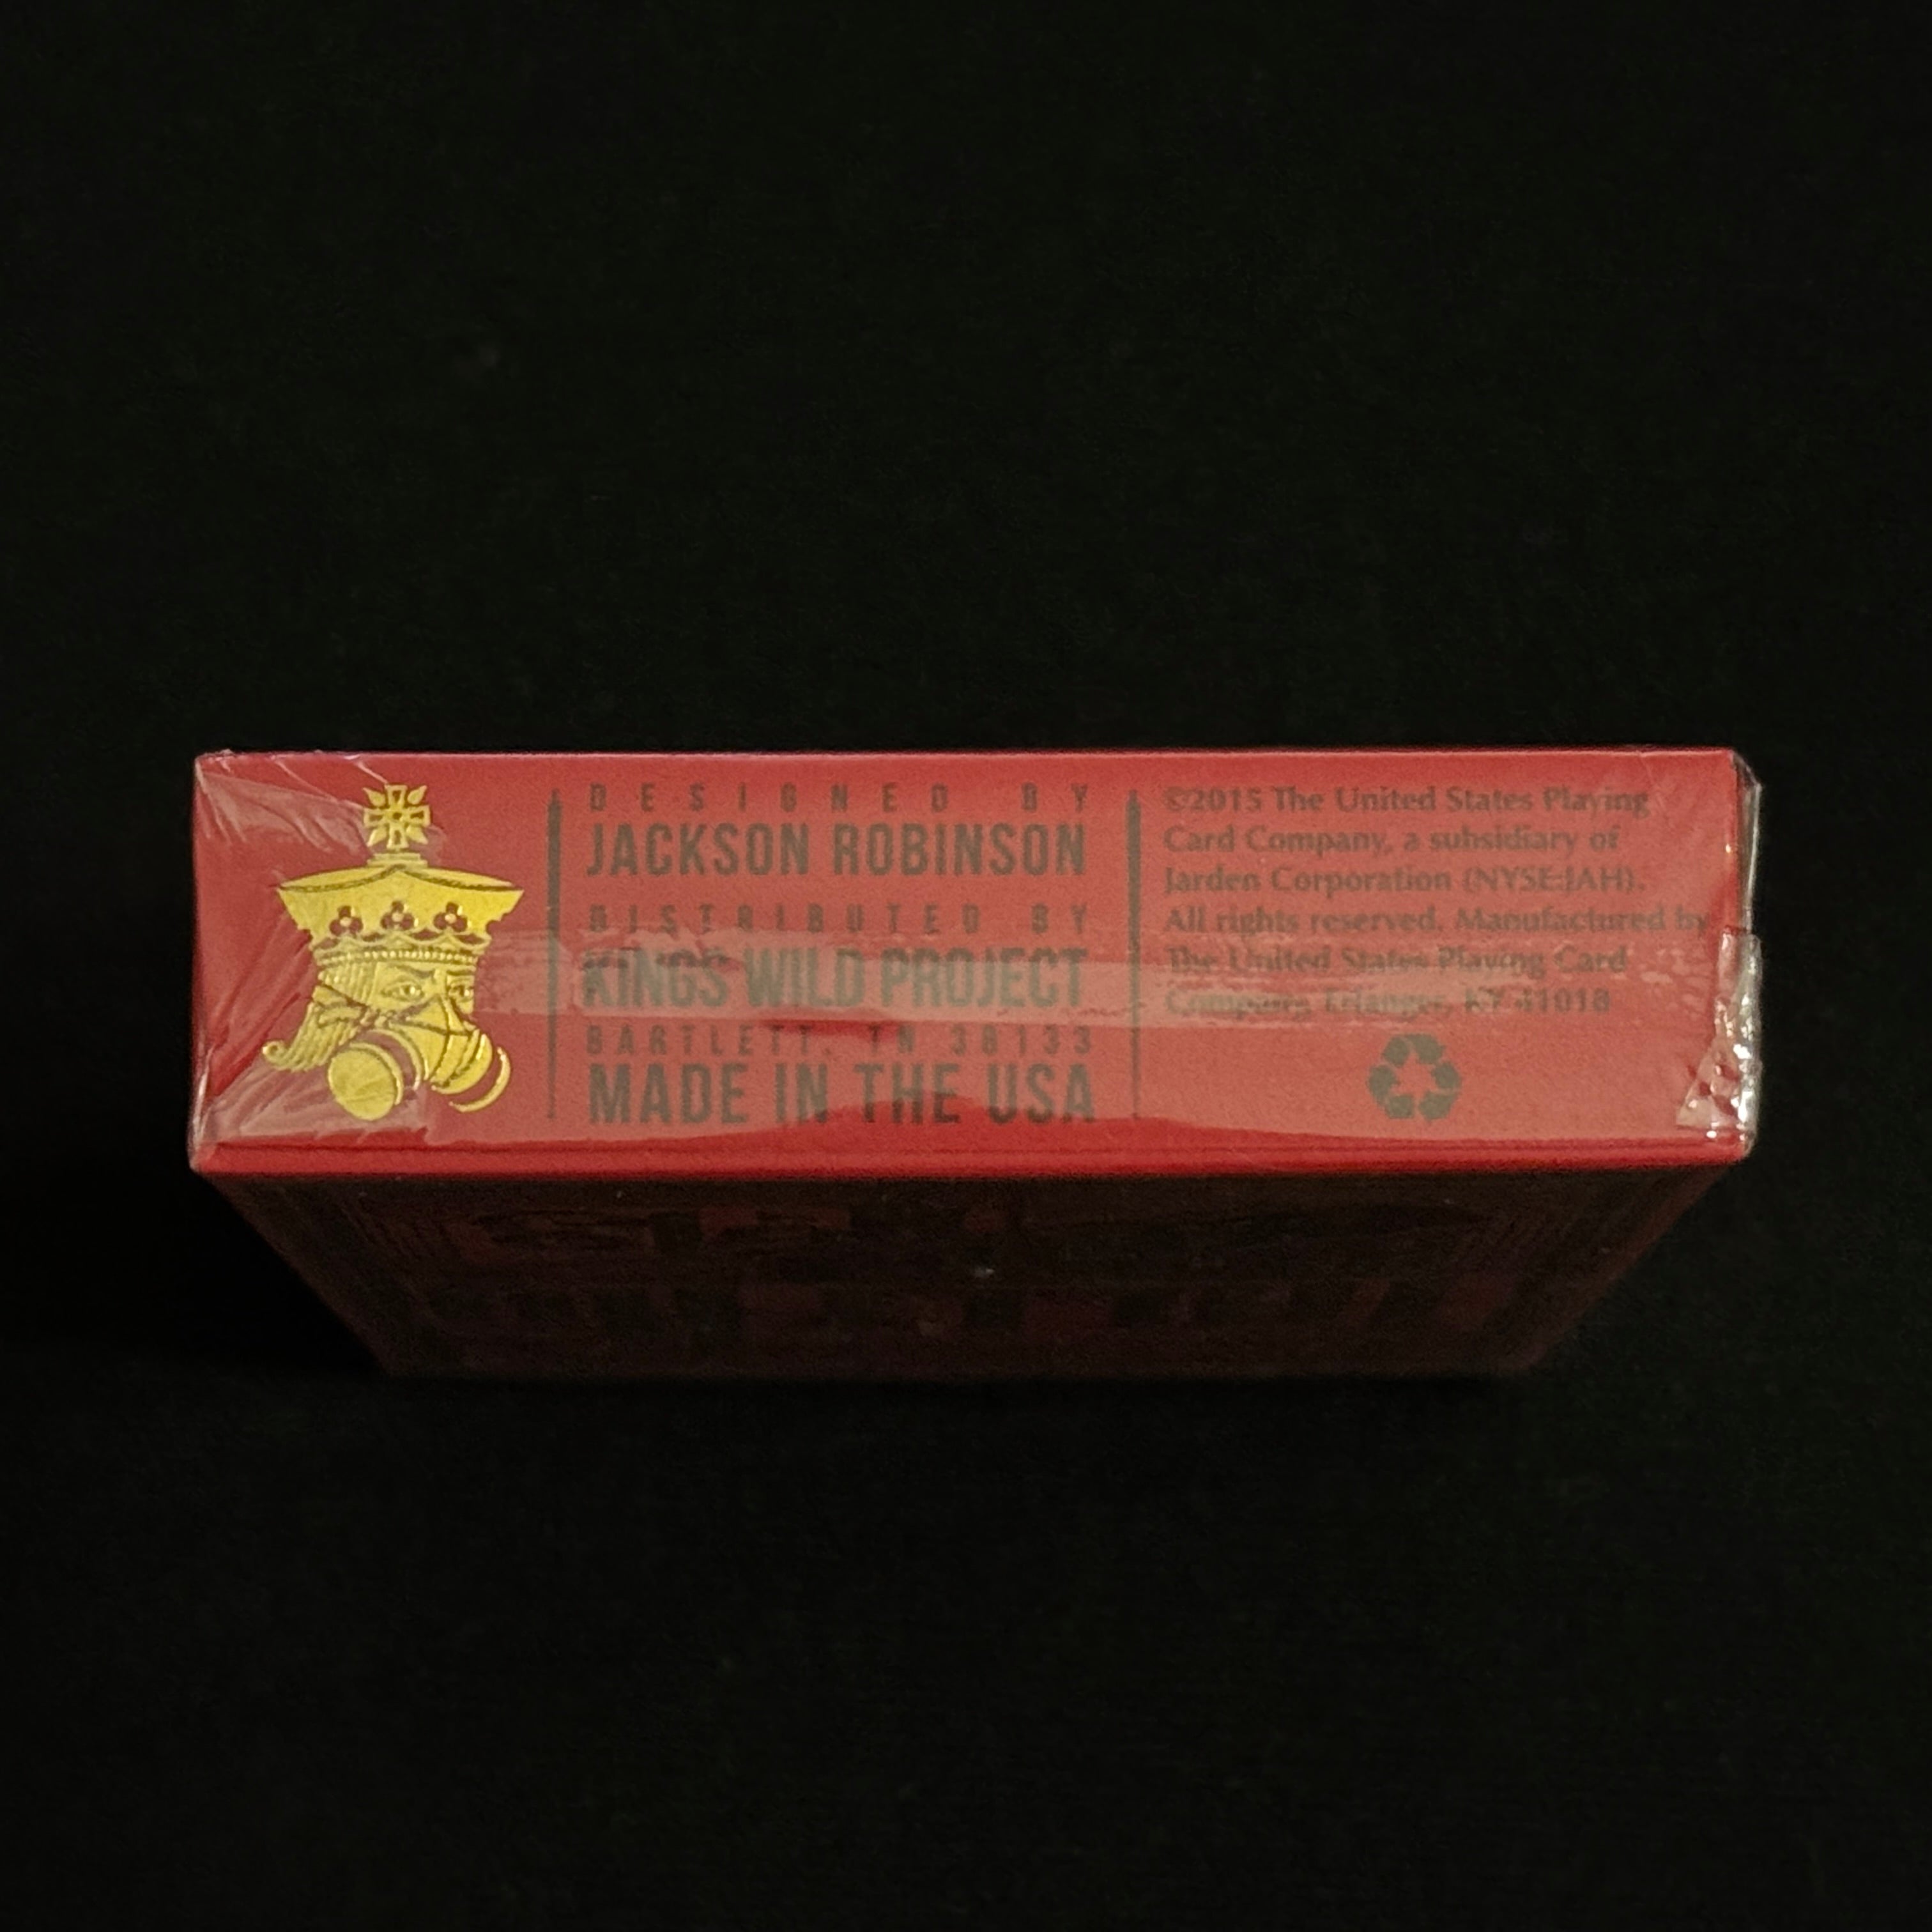 DESIGNED BY
JACKSON ROBINSON
DISTRIBUTED BY
KINGS WILD PROJECT
BARTLETT, TN 38133
MADE IN THE USA
©2015 The United States Playing
Card Company, a subsidiary of
Jarden Corporation (NYSE:JAH).
All rights reserved. Manufactured by
The United States Playing Card
Company, Erlanger, KY 41018